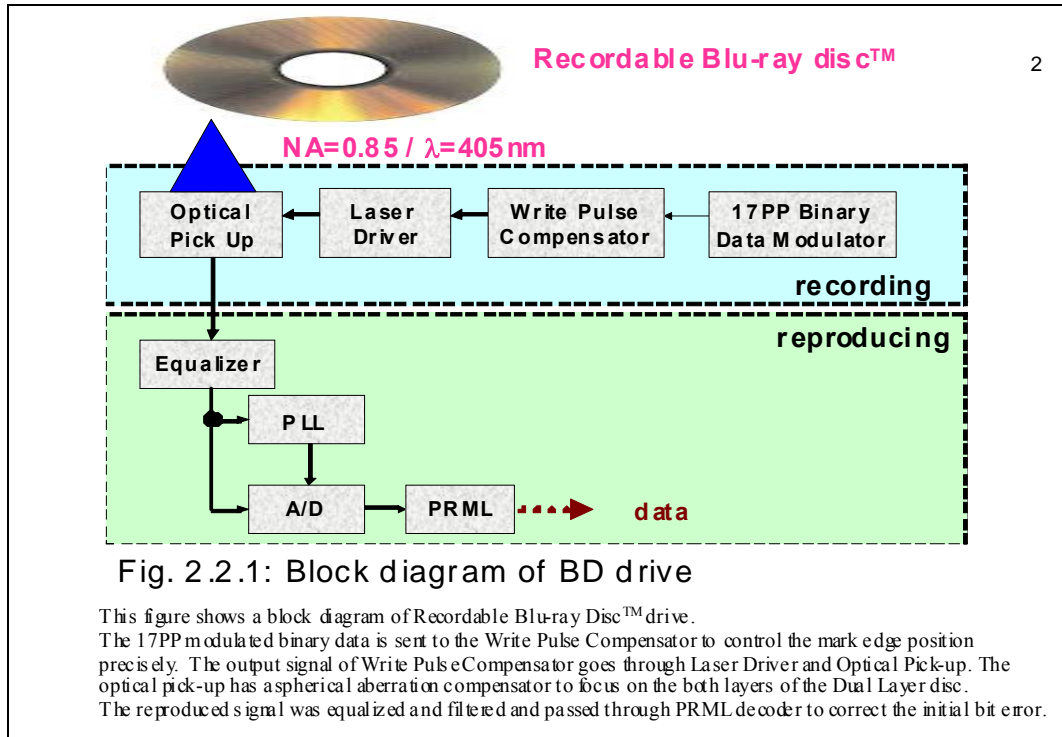 Recordable Blu-ray disc™
2
NA=0.85 / λ=405nm
Optical
Pick Up
Laser
Driver
Write Pulse
Compensator
17PP Binary
Data Modulator
recording
reproducing
Equalizer
PLL
A/D
PRML
data
Fig. 2.2.1: Block diagram of BD drive
This figure shows a block diagram of Recordable Blu-ray Disc™ drive.
The 17PP modulated binary data is sent to the Write Pulse Compensator to control the mark edge position
precisely. The output signal of Write Pulse Compensator goes through Laser Driver and Optical Pick-up. The
optical pick-up has a spherical aberration compensator to focus on the both layers of the Dual Layer disc.
The reproduced signal was equalized and filtered and passed through PRML decoder to correct the initial bit error.